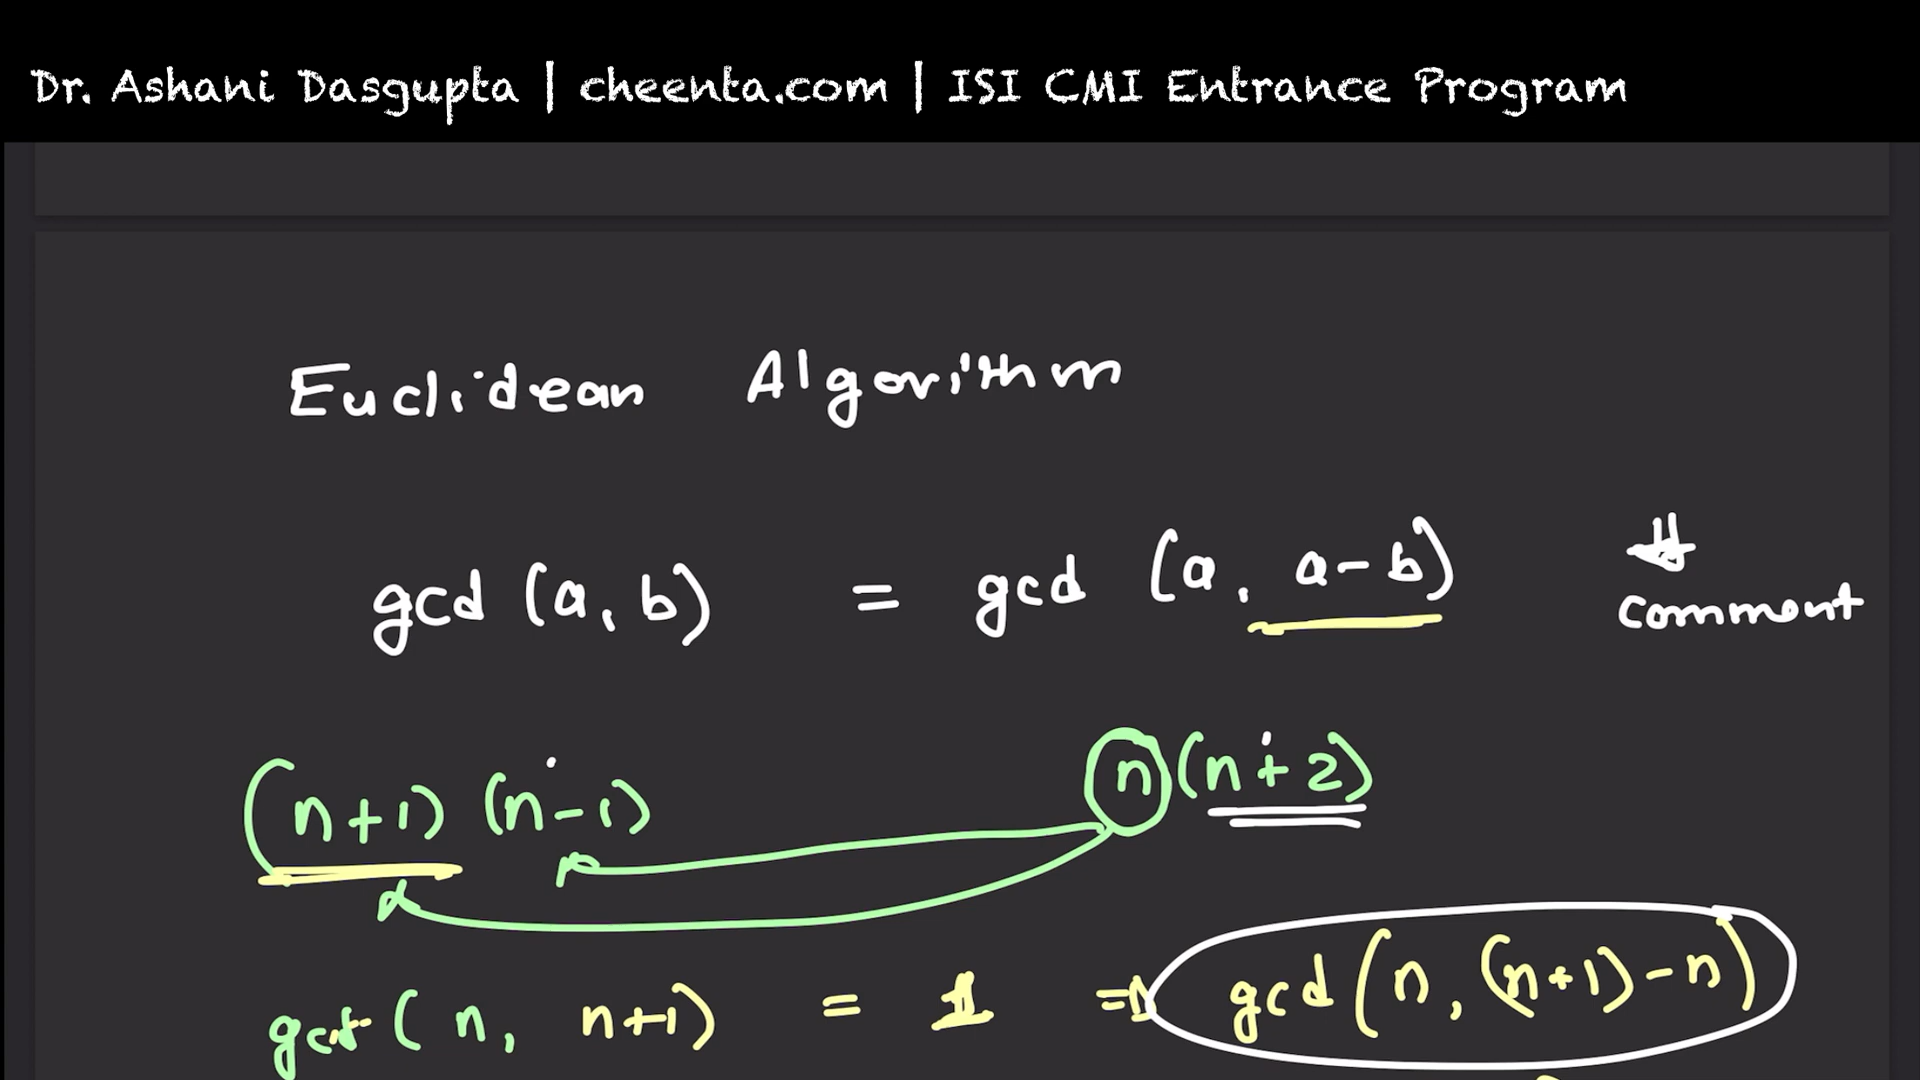 Dr. Ashani Dasgupta | cheenta.com | ISI CMI Entrance Program
Euclidean Algorithm
gcd (a, b) = gcd (a, a-b) #
comment
(n+1) (n-1) n (n+2)
gcd ( n, n+1) = 1 => gcd (n, (n+1)-n)